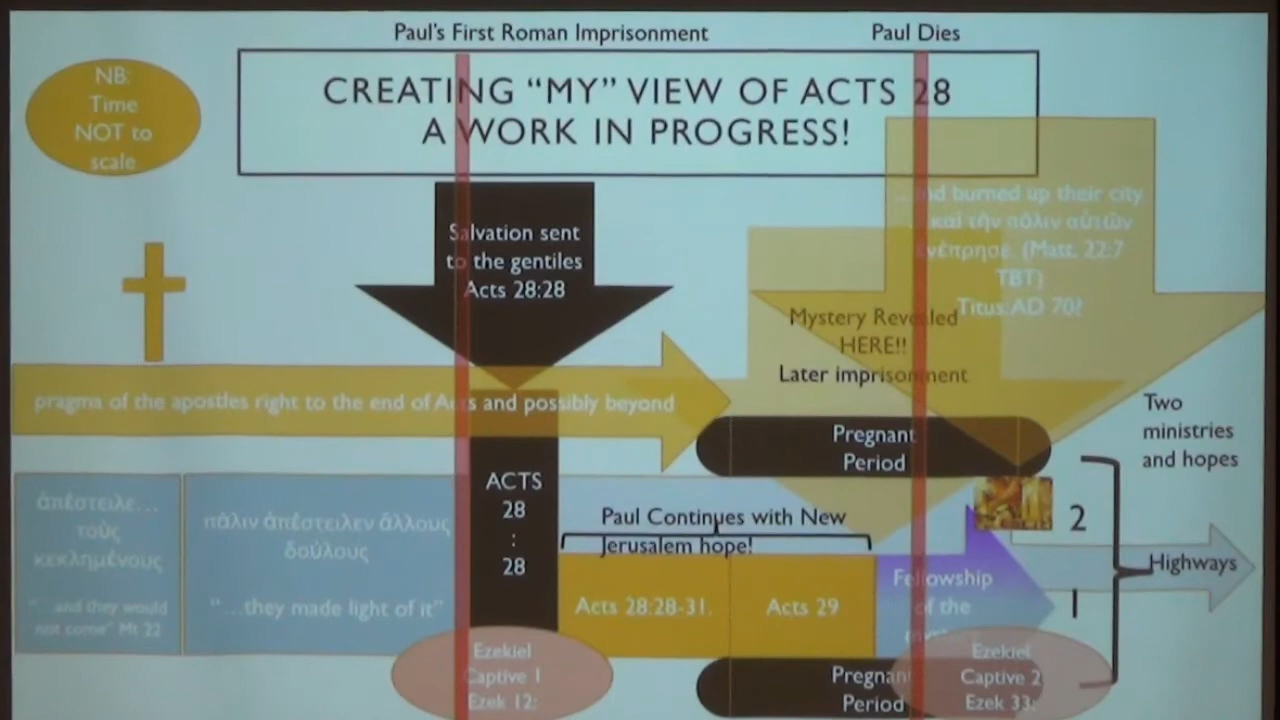 Paul's First Roman Imprisonment
Paul Dies
NB:
Time
NOT to
scale
CREATING “MY” VIEW OF ACTS 28
A WORK IN PROGRESS!
Salvation sent
to the gentiles
Acts 28:28
...and burned up their city
καὶ τὴν πόλιν αὐτῶν
ἐνέπρησε. (Matt. 22:7
TBT)
Titus:AD 70?
Mystery Revealed
HERE!!
Later imprisonment
pragma of the apostles right to the end of Acts and possibly beyond
Pregnant
Period
Two
ministries
and hopes
ἀπέστειλε…
τοὺς
κεκλημένους
“…and they would
not come” Mt 22
πάλιν ἀπέστειλεν ἄλλους
δούλους
“…they made light of it”
ACTS
28
:
28
Paul Continues with New
Jerusalem hope!
Acts 28:28-31.
Acts 29
Fellowship
of the
2
Highways
1
Ezekiel
Captive 1
Ezek 12:
Pregnant
Period
Ezekiel
Captive 2
Ezek 33: